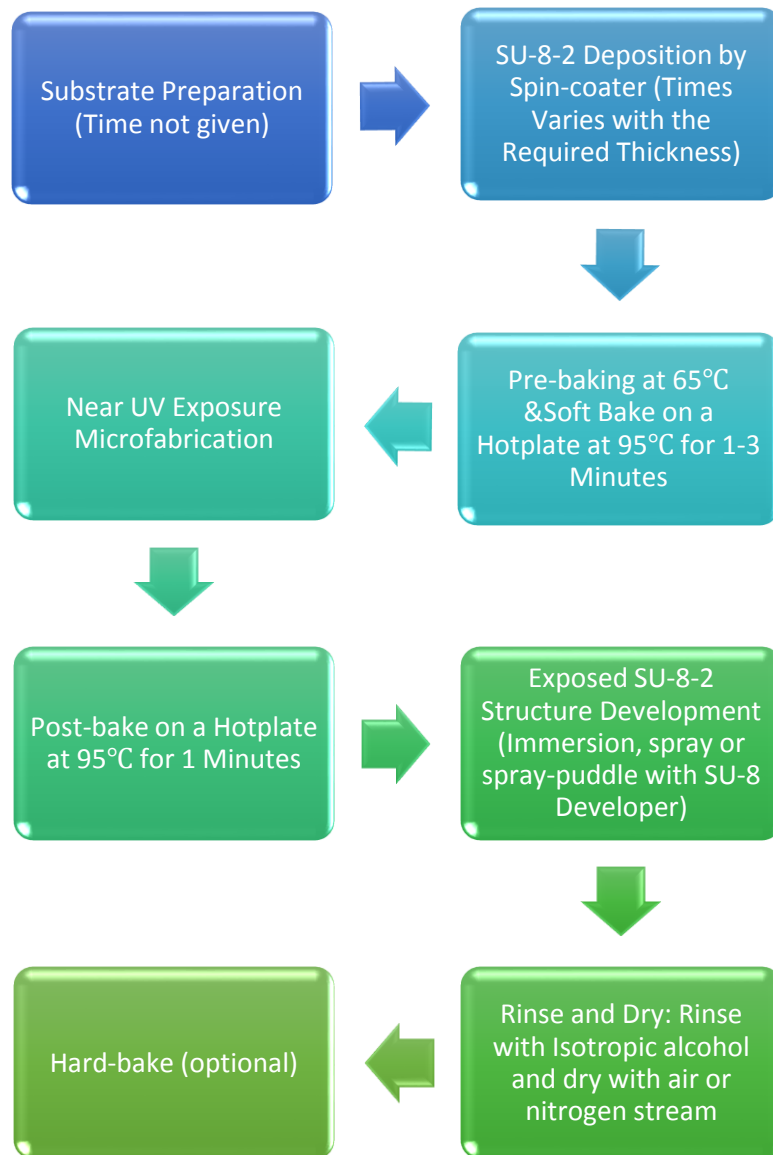 Substrate Preparation
(Time not given)
SU-8-2 Deposition by
Spin-coater (Times
Varies with the
Required Thickness)
Pre-baking at 65℃
&Soft Bake on a
Hotplate at 95℃ for 1-3
Minutes
Near UV Exposure
Microfabrication
Post-bake on a Hotplate
at 95℃ for 1 Minutes
Exposed SU-8-2
Structure Development
(Immersion, spray or
spray-puddle with SU-8
Developer)
Rinse and Dry: Rinse
with Isotropic alcohol
and dry with air or
nitrogen stream
Hard-bake (optional)